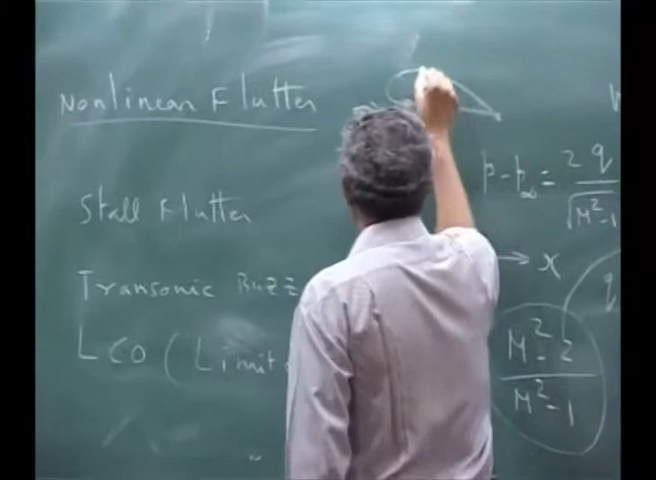 Nonlinear Flutter
Stall Flutter
Transonic Buzz
LCO (Limit
p - p∞ = 2q / √M²-1
→ x
q
M²-2 / M²-1